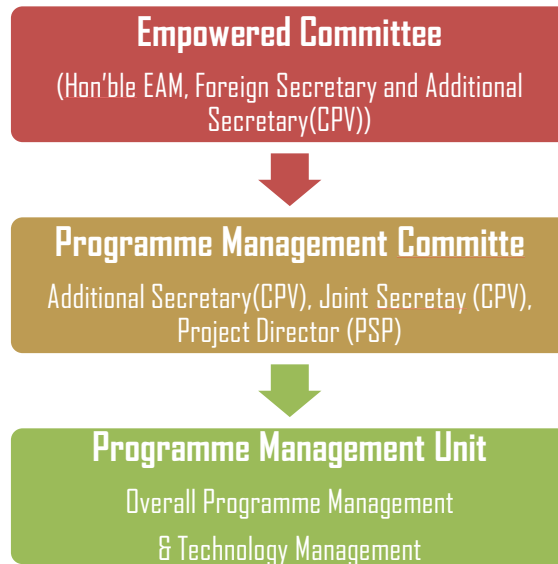 Empowered Committee
(Hon'ble EAM, Foreign Secretary and Additional
Secretary(CPV))
Programme Management Committe
Additional Secretary(CPV), Joint Secretay (CPV),
Project Director (PSP)
Programme Management Unit
Overall Programme Management
& Technology Management